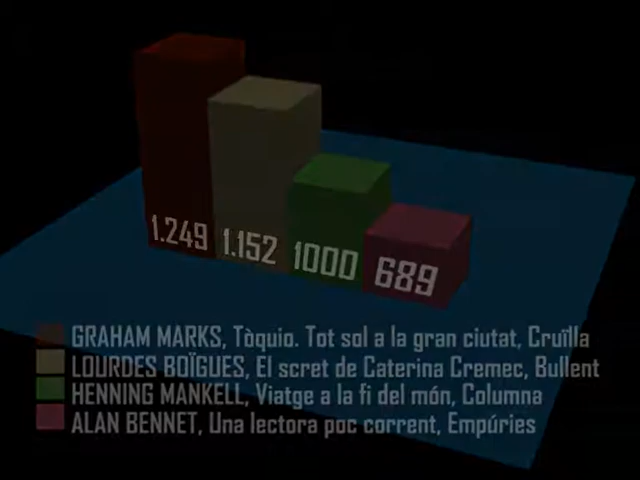 1.249 1.152 1000 689
GRAHAM MARKS, Tòquio. Tot sol a la gran ciutat, Cruïlla
LOURDES BOÏGUES, El scret de Caterina Cremec, Bullent
HENNING MANKELL, Viatge a la fi del món, Columna
ALAN BENNET, Una lectora poc corrent, Empúries